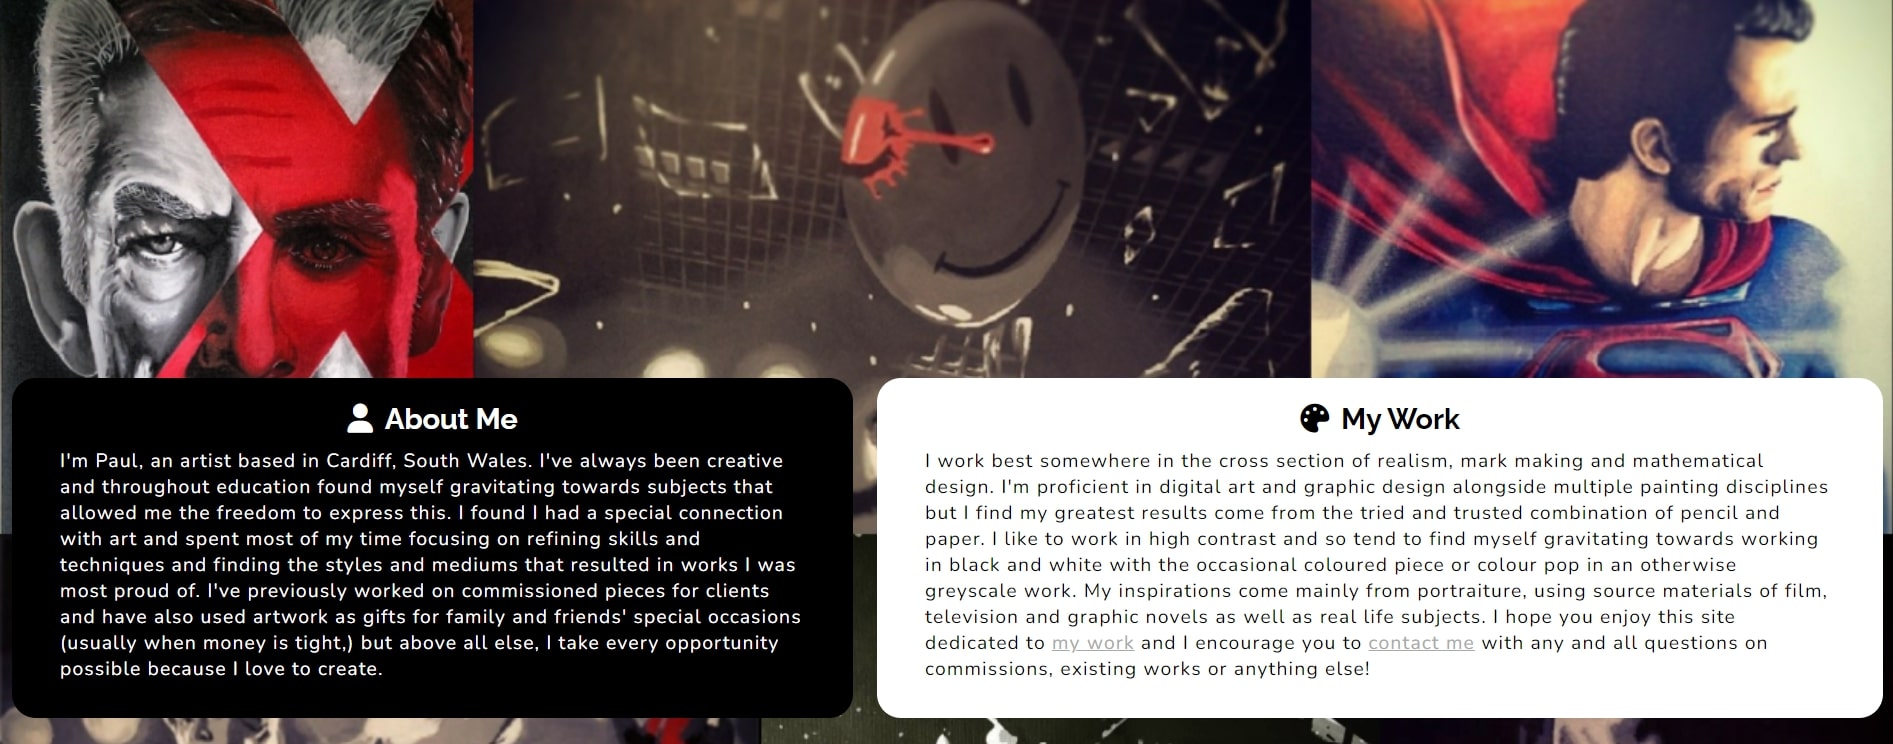 About Me
I'm Paul, an artist based in Cardiff, South Wales. I've always been creative
and throughout education found myself gravitating towards subjects that
allowed me the freedom to express this. I found I had a special connection
with art and spent most of my time focusing on refining skills and
techniques and finding the styles and mediums that resulted in works I was
most proud of. I've previously worked on commissioned pieces for clients
and have also used artwork as gifts for family and friends' special occasions
(usually when money is tight,) but above all else, I take every opportunity
possible because I love to create.
My Work
I work best somewhere in the cross section of realism, mark making and mathematical
design. I'm proficient in digital art and graphic design alongside multiple painting disciplines
but I find my greatest results come from the tried and trusted combination of pencil and
paper. I like to work in high contrast and so tend to find myself gravitating towards working
in black and white with the occasional coloured piece or colour pop in an otherwise
greyscale work. My inspirations come mainly from portraiture, using source materials of film,
television and graphic novels as well as real life subjects. I hope you enjoy this site
dedicated to my work and I encourage you to contact me with any and all questions on
commissions, existing works or anything else!